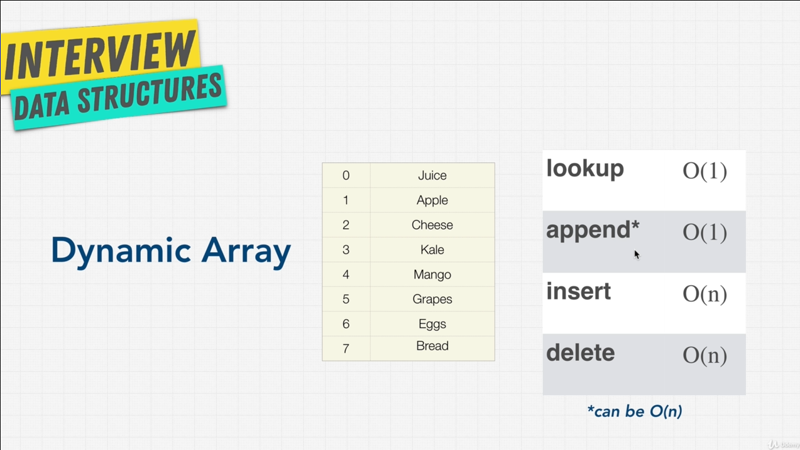 INTERVIEW
DATA STRUCTURES
Dynamic Array
0 Juice
1 Apple
2 Cheese
3 Kale
4 Mango
5 Grapes
6 Eggs
7 Bread
lookup O(1)
append* O(1)
insert O(n)
delete O(n)
*can be O(n)
Udemy